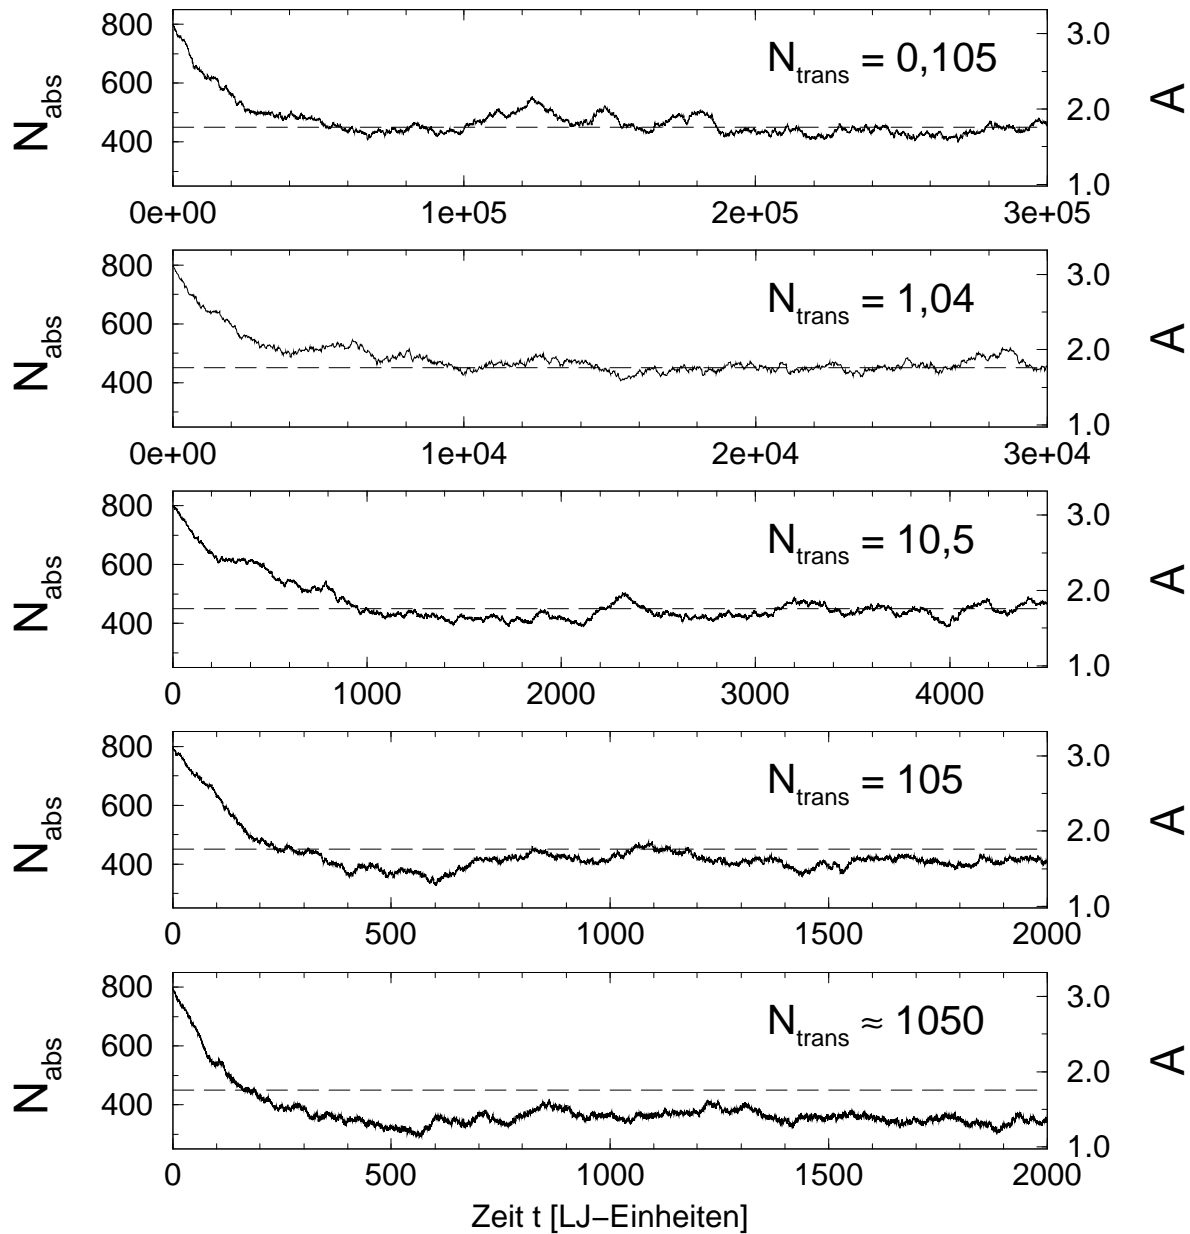 N_trans = 0,105
N_abs
800
600
400
3.0
2.0
1.0
A
0e+00 1e+05 2e+05 3e+05
N_trans = 1,04
N_abs
800
600
400
3.0
2.0
1.0
A
0e+00 1e+04 2e+04 3e+04
N_trans = 10,5
N_abs
800
600
400
3.0
2.0
1.0
A
0 1000 2000 3000 4000
N_trans = 105
N_abs
800
600
400
3.0
2.0
1.0
A
0 500 1000 1500 2000
N_trans ≈ 1050
N_abs
800
600
400
3.0
2.0
1.0
A
0 500 1000 1500 2000
Zeit t [LJ−Einheiten]